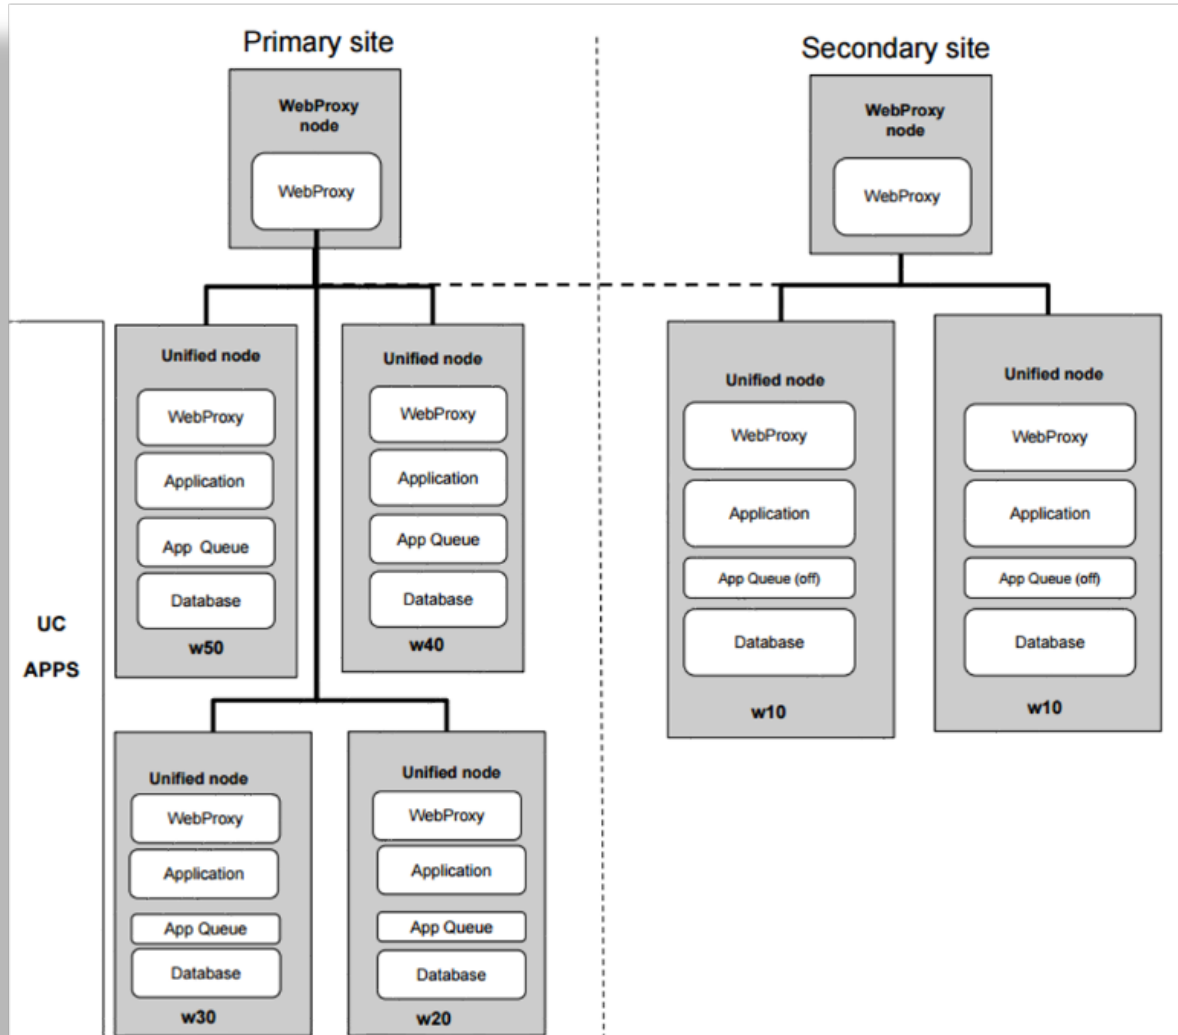 Primary site
WebProxy
node
WebProxy
Secondary site
WebProxy
node
WebProxy
UC
APPS
Unified node
WebProxy
Application
App Queue
Database
w50
Unified node
WebProxy
Application
App Queue
Database
w40
Unified node
WebProxy
Application
App Queue (off)
Database
w10
Unified node
WebProxy
Application
App Queue (off)
Database
w10
Unified node
WebProxy
Application
App Queue
Database
w30
Unified node
WebProxy
Application
App Queue
Database
w20